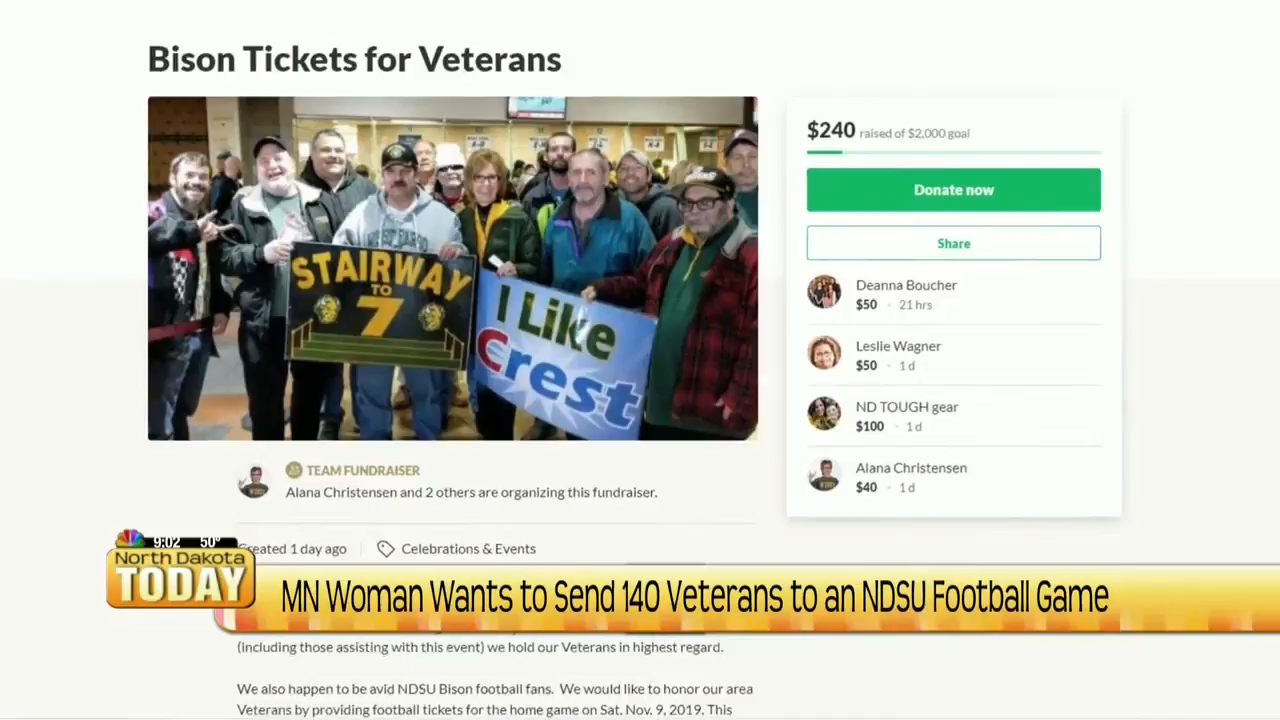 Bison Tickets for Veterans
STAIRWAY
TO
7
I Like
Crest
$240 raised of $2,000 goal
Donate now
Share
Deanna Boucher
$50 · 21 hrs
Leslie Wagner
$50 · 1 d
ND TOUGH gear
$100 · 1 d
Alana Christensen
$40 · 1 d
TEAM FUNDRAISER
Alana Christensen and 2 others are organizing this fundraiser.
Created 1 day ago
Celebrations & Events
9:02 50°
North Dakota
TODAY
MN Woman Wants to Send 140 Veterans to an NDSU Football Game
(including those assisting with this event) we hold our Veterans in highest regard.
We also happen to be avid NDSU Bison football fans. We would like to honor our area
Veterans by providing football tickets for the home game on Sat. Nov. 9, 2019. This